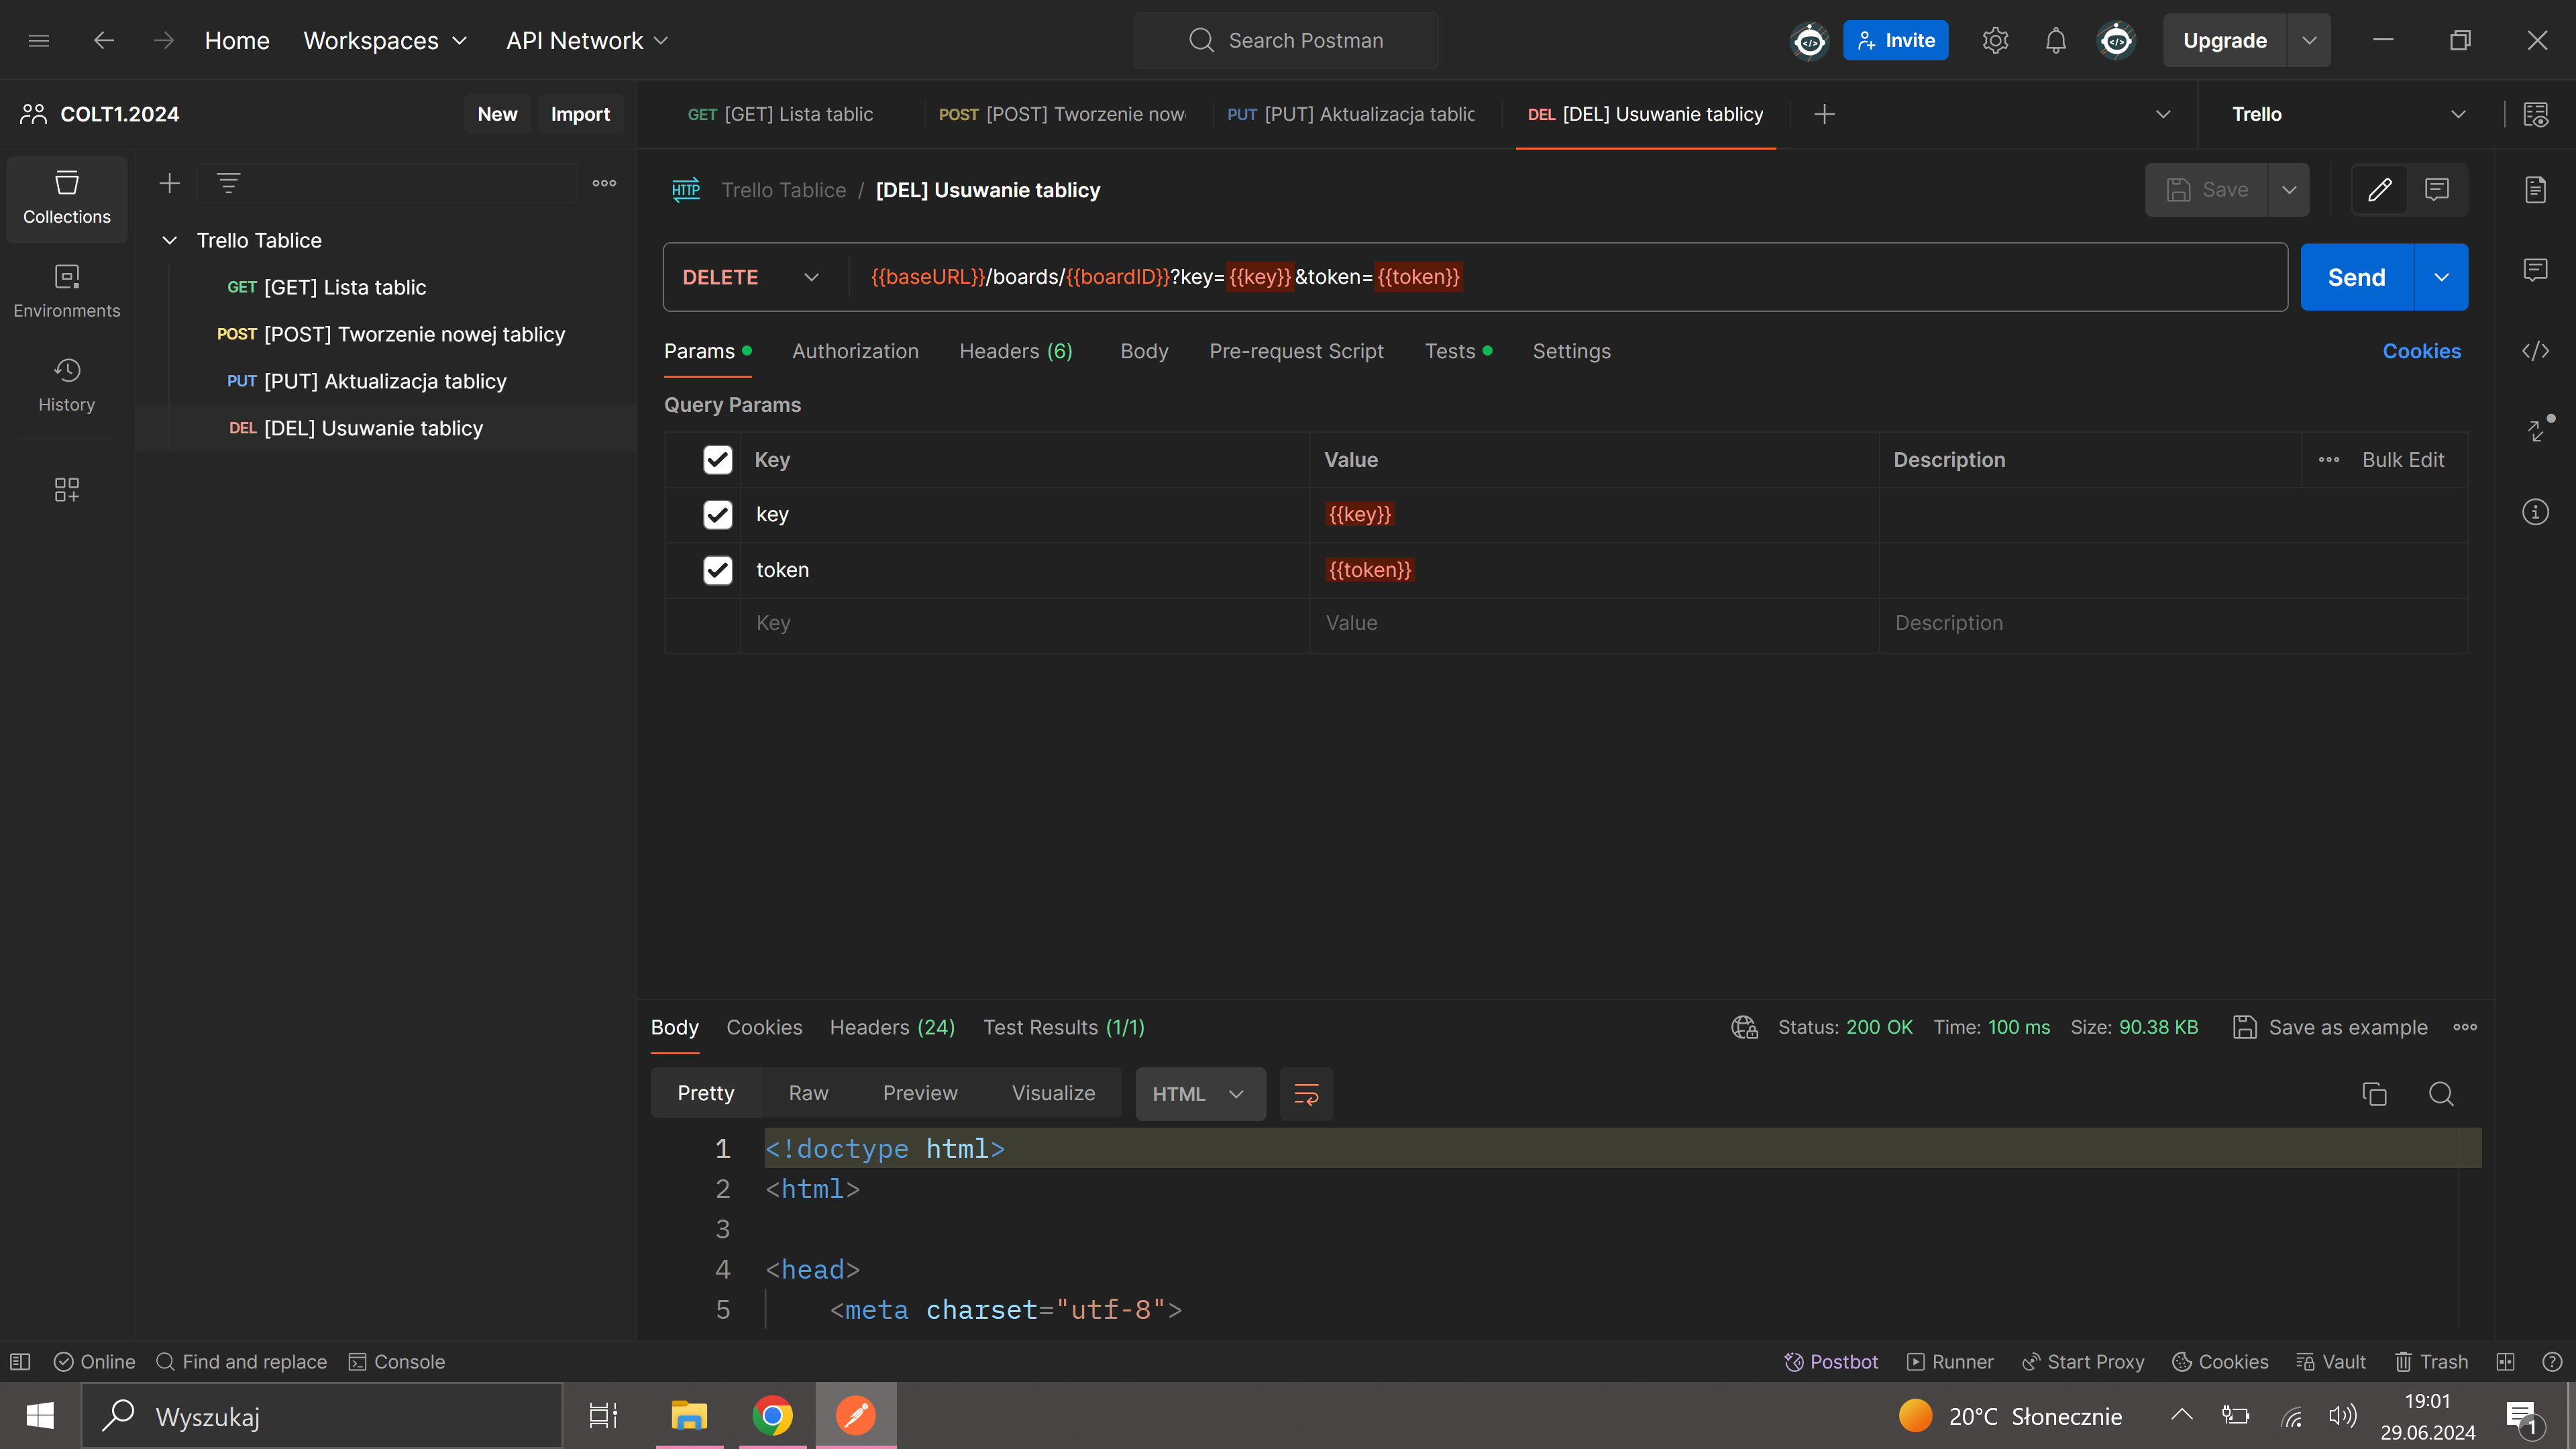 Home Workspaces API Network Search Postman Invite Upgrade
COLT1.2024 New Import GET [GET] Lista tablic POST [POST] Tworzenie now PUT [PUT] Aktualizacja tablic DEL [DEL] Usuwanie tablicy Trello
Collections
Environments
History
Trello Tablice
GET [GET] Lista tablic
POST [POST] Tworzenie nowej tablicy
PUT [PUT] Aktualizacja tablicy
DEL [DEL] Usuwanie tablicy
HTTP Trello Tablice / [DEL] Usuwanie tablicy Save
DELETE {{baseURL}}/boards/{{boardID}}?key={{key}}&token={{token}} Send
Params Authorization Headers (6) Body Pre-request Script Tests Settings Cookies
Query Params
Key Value Description Bulk Edit
key {{key}}
token {{token}}
Key Value Description
Body Cookies Headers (24) Test Results (1/1) Status: 200 OK Time: 100 ms Size: 90.38 KB Save as example
Pretty Raw Preview Visualize HTML
1 <!doctype html>
2 <html>
3
4 <head>
5 <meta charset="utf-8">
Online Find and replace Console Postbot Runner Start Proxy Cookies Vault Trash
Wyszukaj 20°C Słonecznie 19:01
29.06.2024 1